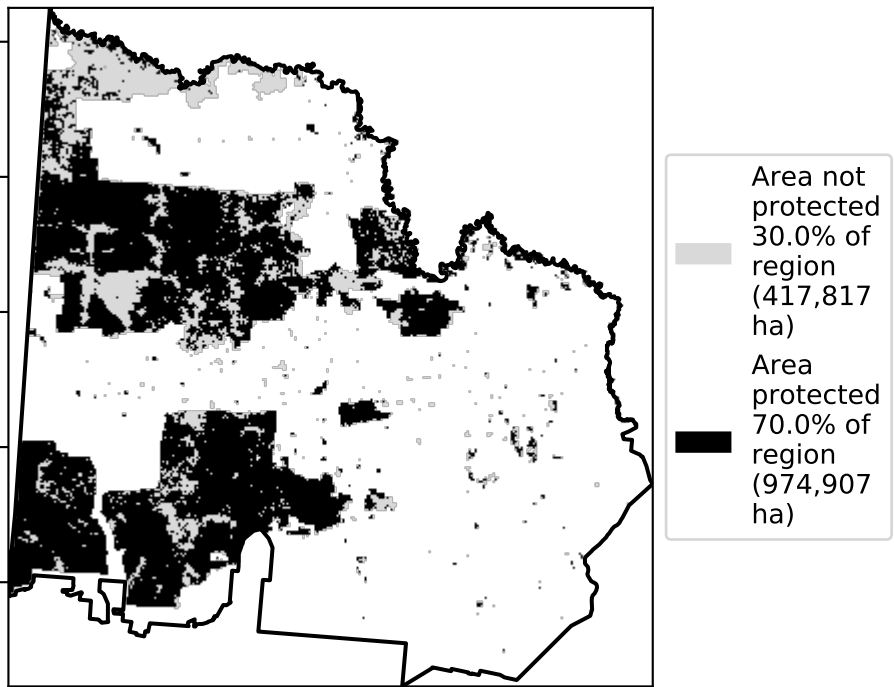 Area not
protected
30.0% of
region
(417,817
ha)
Area
protected
70.0% of
region
(974,907
ha)